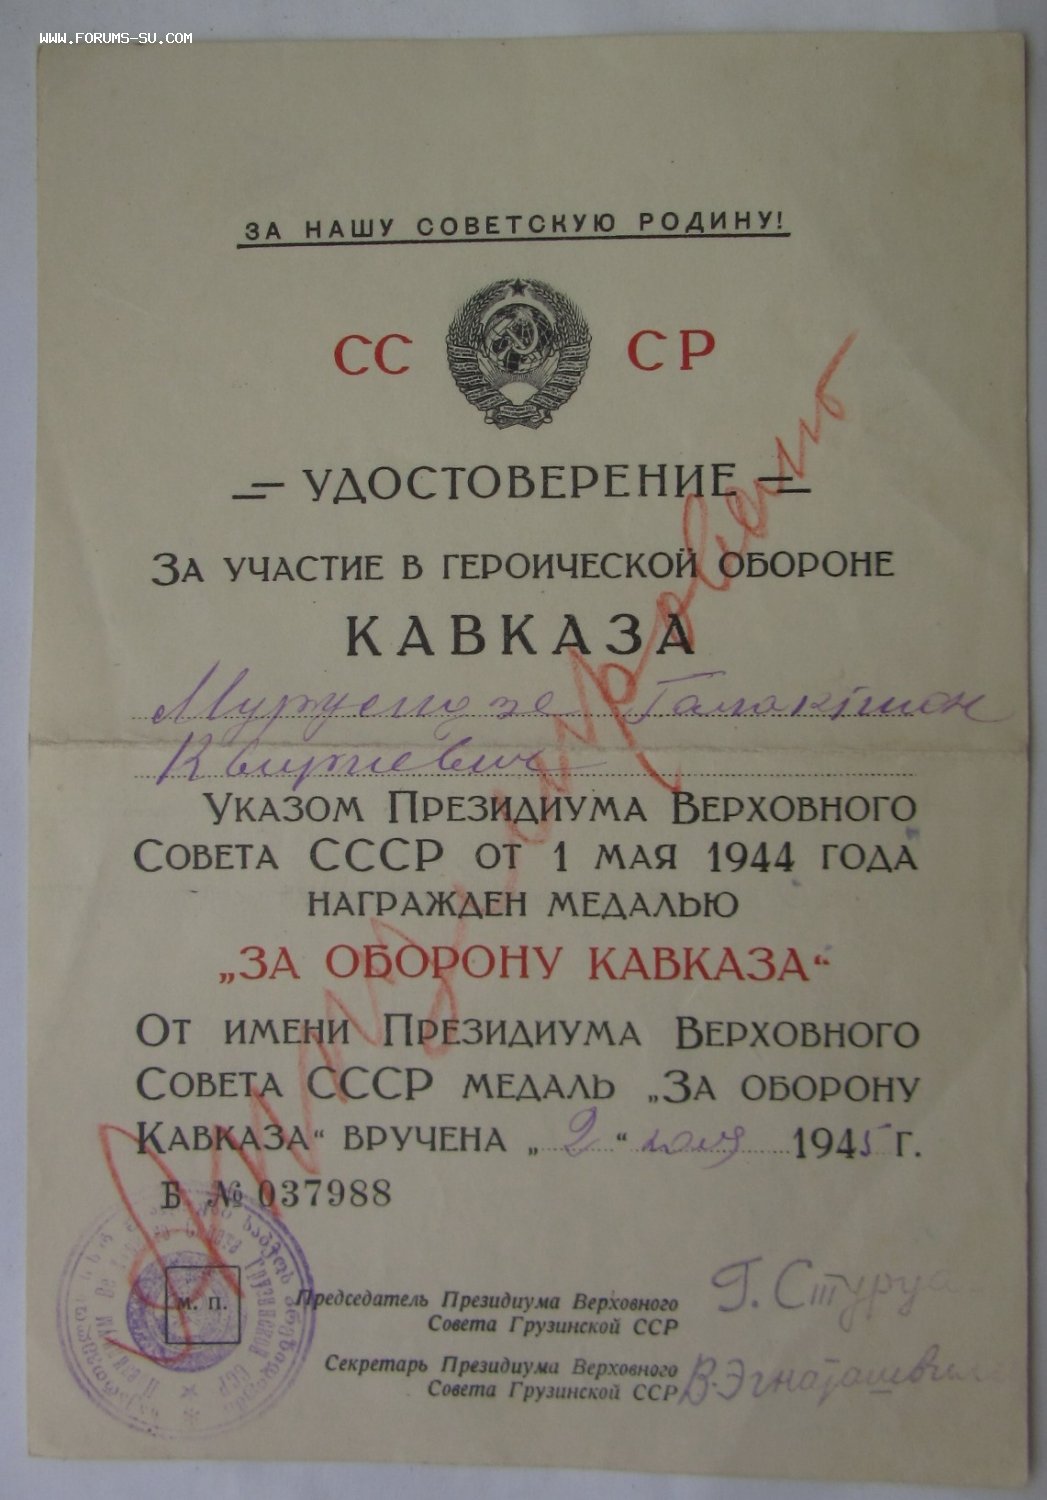 WWW.FORUMS-SU.COM
ЗА НАШУ СОВЕТСКУЮ РОДИНУ!
СС СР
УДОСТОВЕРЕНИЕ
ЗА УЧАСТИЕ В ГЕРОИЧЕСКОЙ ОБОРОНЕ
КАВКАЗА
Галактион
УКАЗОМ ПРЕЗИДИУМА ВЕРХОВНОГО
СОВЕТА СССР ОТ 1 МАЯ 1944 ГОДА
НАГРАЖДЕН МЕДАЛЬЮ
„ЗА ОБОРОНУ КАВКАЗА“
ОТ ИМЕНИ ПРЕЗИДИУМА ВЕРХОВНОГО
СОВЕТА СССР МЕДАЛЬ „ЗА ОБОРОНУ
КАВКАЗА“ ВРУЧЕНА „2“ 1945 Г.
Б № 037988
М. П.
Председатель Президиума Верховного
Совета Грузинской ССР
Г. Стуруа
Секретарь Президиума Верховного
Совета Грузинской ССР
В. Эгнаташвили